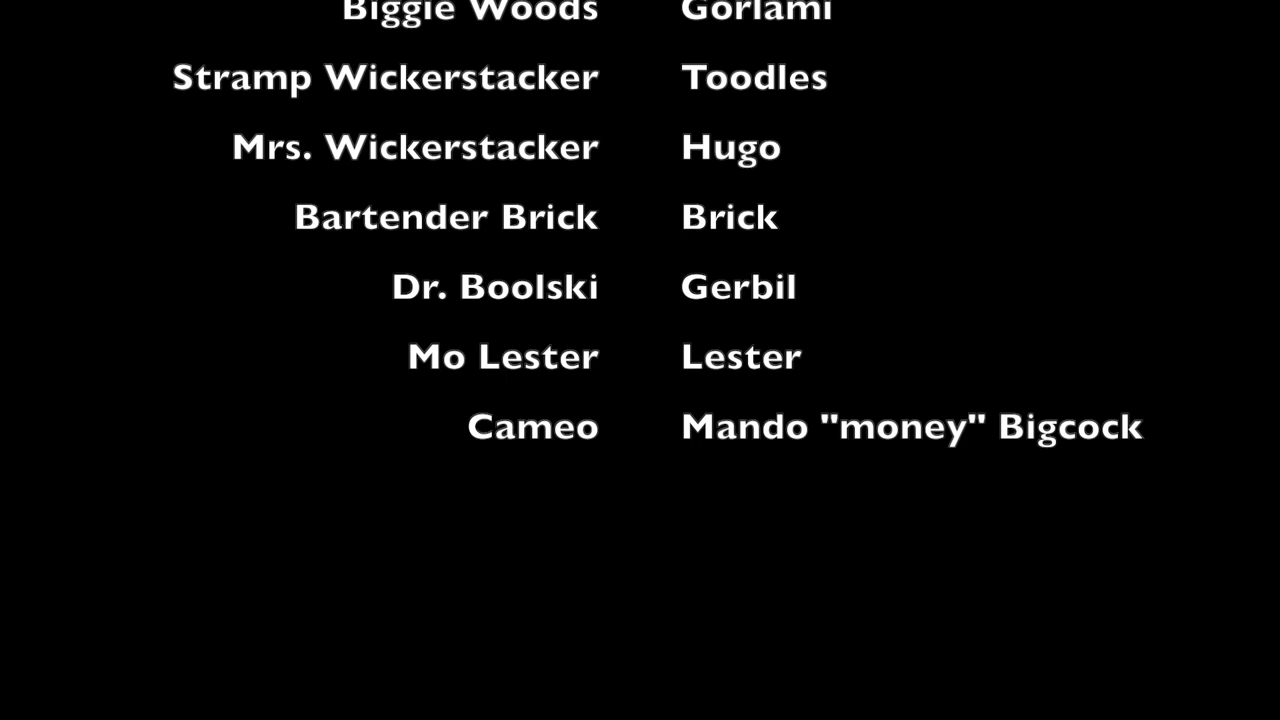 Biggie Woods Gorlami
Stramp Wickerstacker Toodles
Mrs. Wickerstacker Hugo
Bartender Brick Brick
Dr. Boolski Gerbil
Mo Lester Lester
Cameo Mando "money" Bigcock